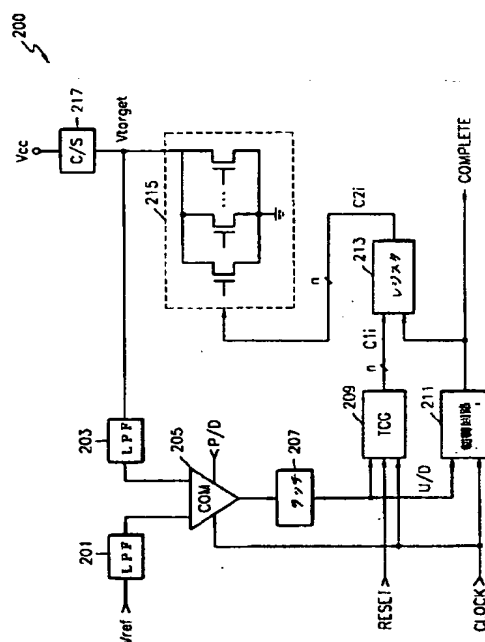 200
Vcc
C/S
217
Vtarget
215
...
C2i
n
COMPLETE
213
レジスタ
C1i
n
203
LPF
205
COM
P/D
207
ラッチ
209
TCG
211
制御回路
U/D
201
LPF
Vref
RESET
CLOCK